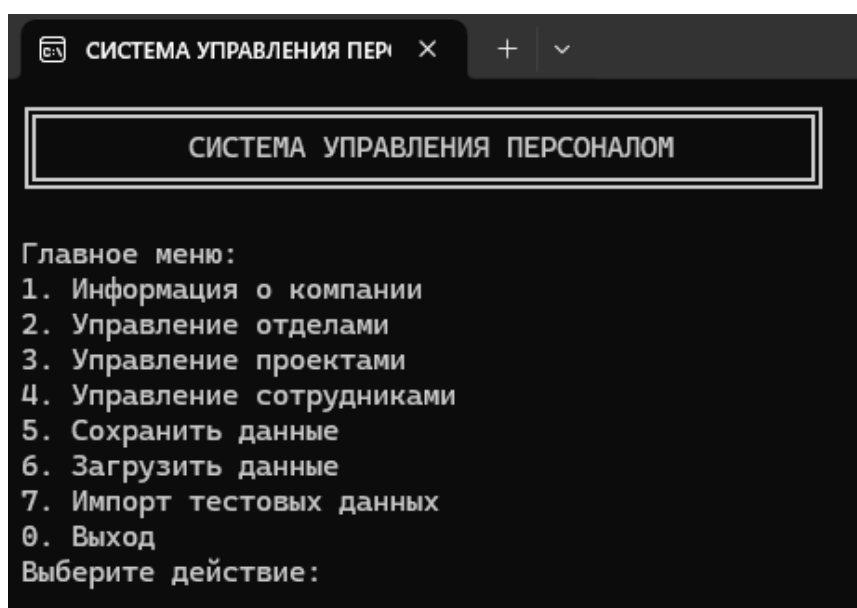 СИСТЕМА УПРАВЛЕНИЯ ПЕР
СИСТЕМА УПРАВЛЕНИЯ ПЕРСОНАЛОМ
Главное меню:
1. Информация о компании
2. Управление отделами
3. Управление проектами
4. Управление сотрудниками
5. Сохранить данные
6. Загрузить данные
7. Импорт тестовых данных
0. Выход
Выберите действие: